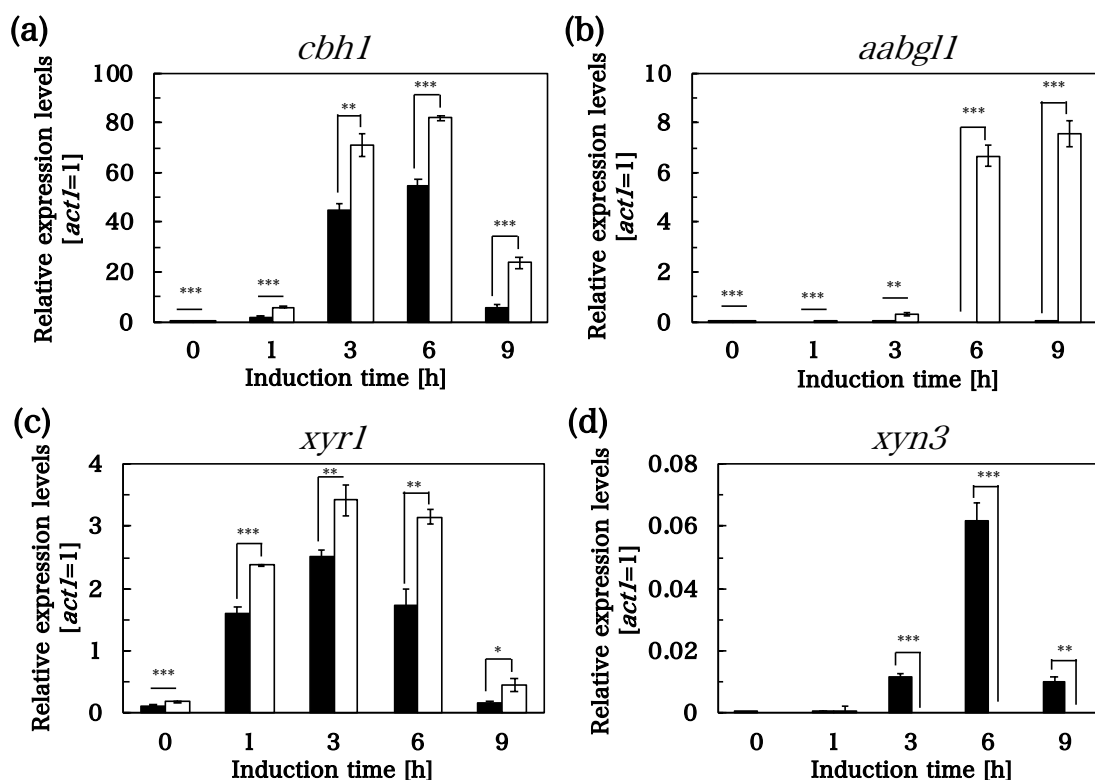 (a)
cbh1
Relative expression levels
[act1=1]
100
80
60
40
20
0
***
***
**
***
***
0 1 3 6 9
Induction time [h]
(b)
aabgl1
Relative expression levels
[act1=1]
10
8
6
4
2
0
***
***
**
***
***
0 1 3 6 9
Induction time [h]
(c)
xyr1
Relative expression levels
[act1=1]
4
3
2
1
0
***
***
**
**
*
0 1 3 6 9
Induction time [h]
(d)
xyn3
Relative expression levels
[act1=1]
0.08
0.06
0.04
0.02
0
***
***
**
0 1 3 6 9
Induction time [h]